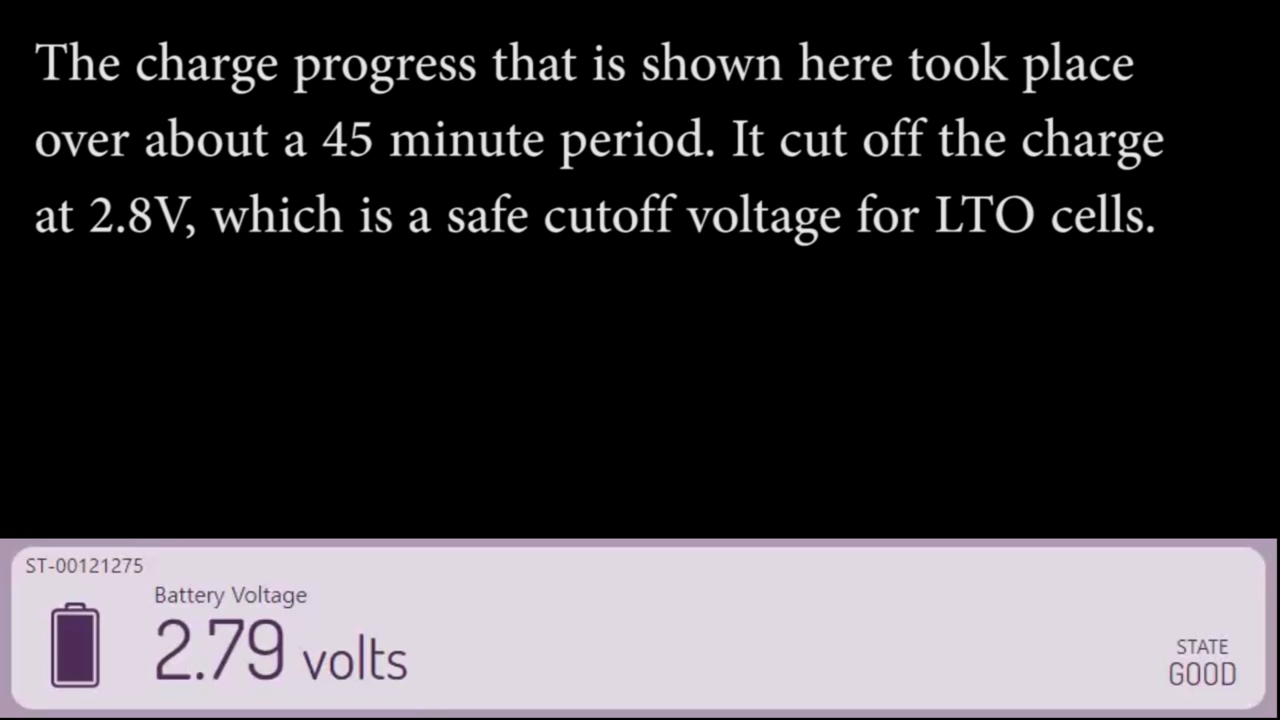 The charge progress that is shown here took place
over about a 45 minute period. It cut off the charge
at 2.8V, which is a safe cutoff voltage for LTO cells.
ST-00121275
Battery Voltage
2.79 volts
STATE
GOOD